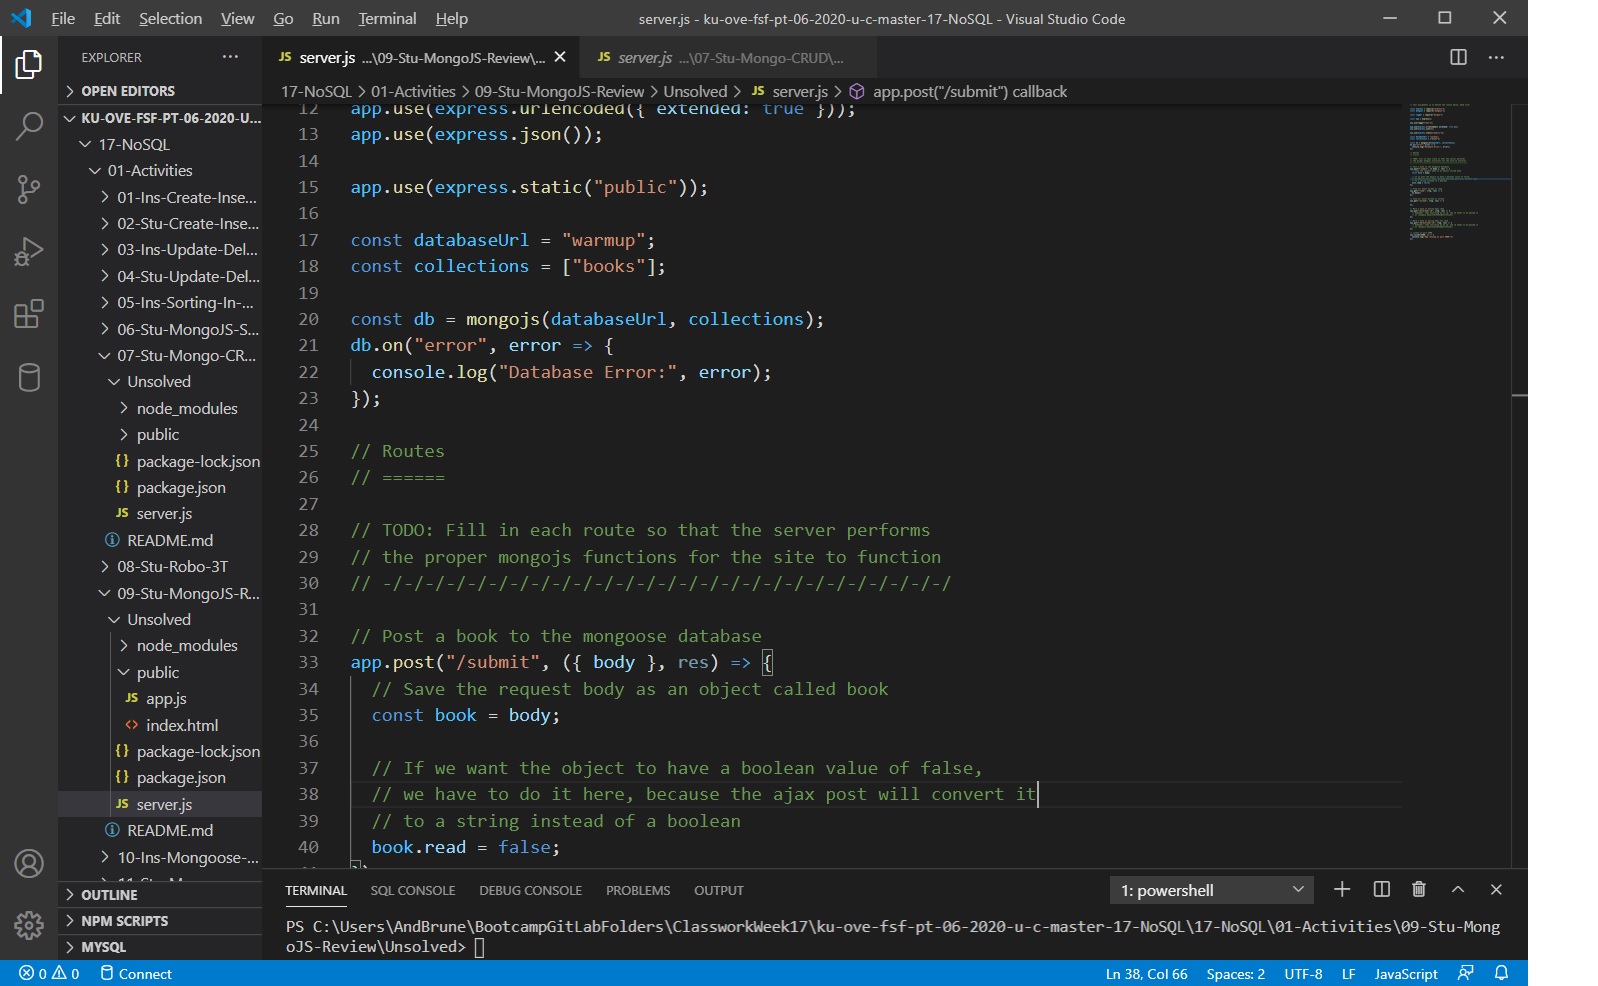 File Edit Selection View Go Run Terminal Help
server.js - ku-ove-fsf-pt-06-2020-u-c-master-17-NoSQL - Visual Studio Code
EXPLORER
OPEN EDITORS
KU-OVE-FSF-PT-06-2020-U...
17-NoSQL
01-Activities
01-Ins-Create-Inse...
02-Stu-Create-Inse...
03-Ins-Update-Del...
04-Stu-Update-Del...
05-Ins-Sorting-In-...
06-Stu-MongoJS-S...
07-Stu-Mongo-CR...
Unsolved
node_modules
public
{} package-lock.json
{} package.json
JS server.js
README.md
08-Stu-Robo-3T
09-Stu-MongoJS-R...
Unsolved
node_modules
public
JS app.js
<> index.html
{} package-lock.json
{} package.json
JS server.js
README.md
10-Ins-Mongoose-...
OUTLINE
NPM SCRIPTS
MYSQL
JS server.js ...\09-Stu-MongoJS-Review\...
JS server.js ...\07-Stu-Mongo-CRUD\...
17-NoSQL > 01-Activities > 09-Stu-MongoJS-Review > Unsolved > JS server.js > app.post("/submit") callback
12 app.use(express.urlencoded({ extended: true }));
13 app.use(express.json());
14
15 app.use(express.static("public"));
16
17 const databaseUrl = "warmup";
18 const collections = ["books"];
19
20 const db = mongojs(databaseUrl, collections);
21 db.on("error", error => {
22 console.log("Database Error:", error);
23 });
24
25 // Routes
26 // ======
27
28 // TODO: Fill in each route so that the server performs
29 // the proper mongojs functions for the site to function
30 // -/-/-/-/-/-/-/-/-/-/-/-/-/-/-/-/-/-/-/-/-/-/-/-/-/-/-/
31
32 // Post a book to the mongoose database
33 app.post("/submit", ({ body }, res) => {
34 // Save the request body as an object called book
35 const book = body;
36
37 // If we want the object to have a boolean value of false,
38 // we have to do it here, because the ajax post will convert it
39 // to a string instead of a boolean
40 book.read = false;
TERMINAL SQL CONSOLE DEBUG CONSOLE PROBLEMS OUTPUT
1: powershell
PS C:\Users\AndBrune\BootcampGitLabFolders\ClassworkWeek17\ku-ove-fsf-pt-06-2020-u-c-master-17-NoSQL\17-NoSQL\01-Activities\09-Stu-Mong
oJS-Review\Unsolved>
0 0 Connect
Ln 38, Col 66 Spaces: 2 UTF-8 LF JavaScript